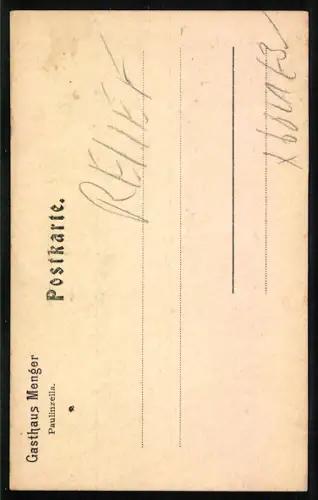 Gasthaus Menger
Paulinzella.
Postkarte.
RELIEF